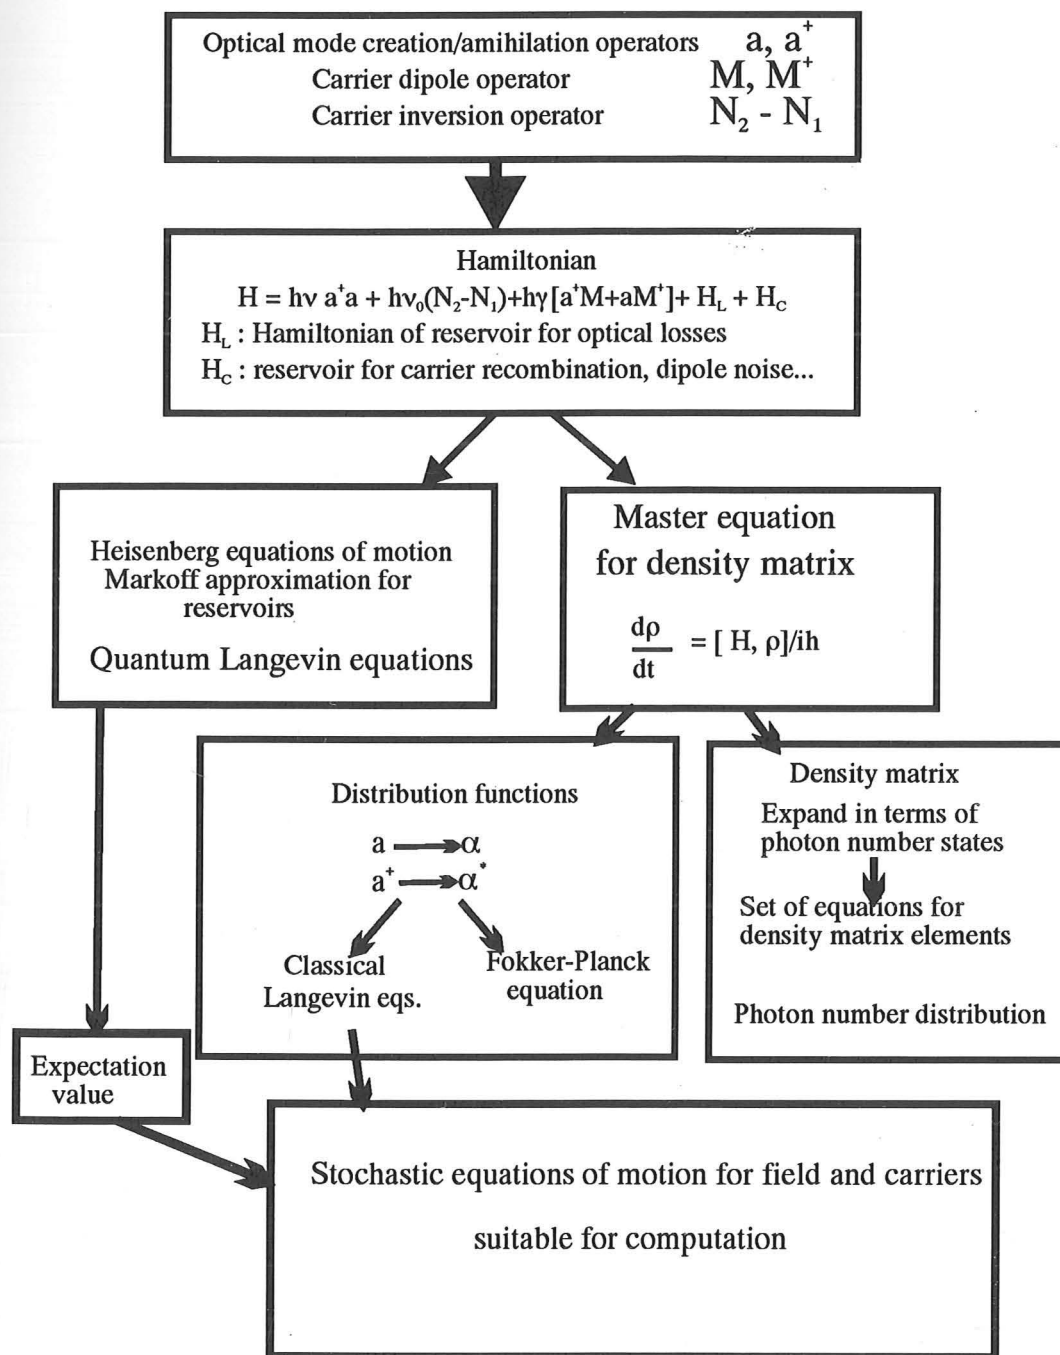 Optical mode creation/amihilation operators a, a⁺
Carrier dipole operator M, M⁺
Carrier inversion operator N₂ - N₁
Hamiltonian
H = hν a⁺a + hν₀(N₂-N₁)+hγ[a⁺M+aM⁺]+ H_L + H_C
H_L : Hamiltonian of reservoir for optical losses
H_C : reservoir for carrier recombination, dipole noise...
Heisenberg equations of motion
Markoff approximation for
reservoirs
Quantum Langevin equations
Master equation
for density matrix
dρ
dt
= [ H, ρ]/ih
Distribution functions
a α
a⁺ α*
Classical
Langevin eqs.
Fokker-Planck
equation
Density matrix
Expand in terms of
photon number states
Set of equations for
density matrix elements
Photon number distribution
Expectation
value
Stochastic equations of motion for field and carriers
suitable for computation